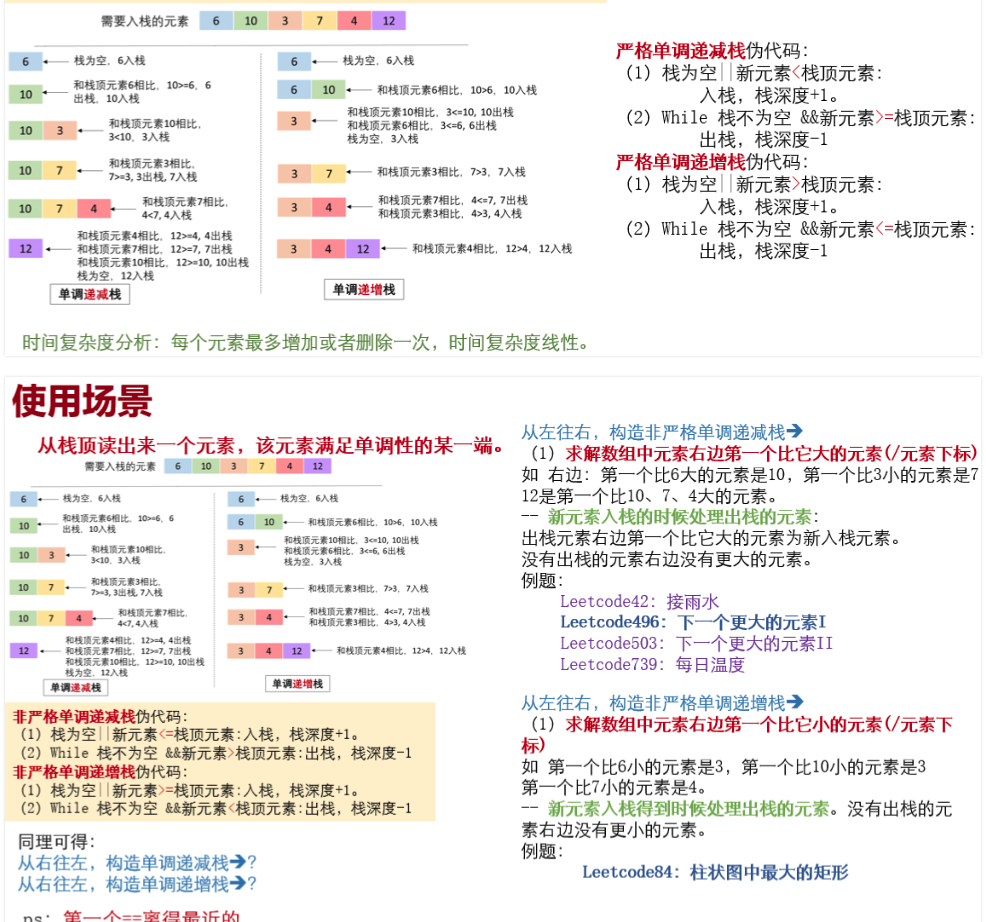 需要入栈的元素 6 10 3 7 4 12
6 栈为空，6入栈
10 和栈顶元素6相比，10>=6，6
出栈，10入栈
10 3 和栈顶元素10相比，
3<10，3入栈
10 7 和栈顶元素3相比，
7>=3, 3出栈, 7入栈
10 7 4 和栈顶元素7相比，
4<7, 4入栈
12 和栈顶元素4相比，12>=4, 4出栈
和栈顶元素7相比，12>=7, 7出栈
和栈顶元素10相比，12>=10, 10出栈
栈为空，12入栈
单调递减栈
6 栈为空，6入栈
6 10 和栈顶元素6相比，10>6，10入栈
3 和栈顶元素10相比，3<=10, 10出栈
和栈顶元素6相比，3<=6, 6出栈
栈为空，3入栈
3 7 和栈顶元素3相比，7>3，7入栈
3 4 和栈顶元素7相比，4<=7, 7出栈
和栈顶元素3相比，4>3, 4入栈
3 4 12 和栈顶元素4相比，12>4，12入栈
单调递增栈
严格单调递减栈伪代码：
（1）栈为空||新元素<栈顶元素：
入栈，栈深度+1。
（2）While 栈不为空 &&新元素>=栈顶元素：
出栈，栈深度-1
严格单调递增栈伪代码：
（1）栈为空||新元素>栈顶元素：
入栈，栈深度+1。
（2）While 栈不为空 &&新元素<=栈顶元素：
出栈，栈深度-1
时间复杂度分析：每个元素最多增加或者删除一次，时间复杂度线性。
使用场景
从栈顶读出来一个元素，该元素满足单调性的某一端。
需要入栈的元素 6 10 3 7 4 12
6 栈为空，6入栈
10 和栈顶元素6相比，10>=6，6
出栈，10入栈
10 3 和栈顶元素10相比，
3<10，3入栈
10 7 和栈顶元素3相比，
7>=3, 3出栈, 7入栈
10 7 4 和栈顶元素7相比，
4<7, 4入栈
12 和栈顶元素4相比，12>=4, 4出栈
和栈顶元素7相比，12>=7, 7出栈
和栈顶元素10相比，12>=10, 10出栈
栈为空，12入栈
单调递减栈
6 栈为空，6入栈
6 10 和栈顶元素6相比，10>6，10入栈
3 和栈顶元素10相比，3<=10, 10出栈
和栈顶元素6相比，3<=6, 6出栈
栈为空，3入栈
3 7 和栈顶元素3相比，7>3，7入栈
3 4 和栈顶元素7相比，4<=7, 7出栈
和栈顶元素3相比，4>3, 4入栈
3 4 12 和栈顶元素4相比，12>4，12入栈
单调递增栈
非严格单调递减栈伪代码：
（1）栈为空||新元素<=栈顶元素:入栈，栈深度+1。
（2）While 栈不为空 &&新元素>栈顶元素:出栈，栈深度-1
非严格单调递增栈伪代码：
（1）栈为空||新元素>=栈顶元素:入栈，栈深度+1。
（2）While 栈不为空 &&新元素<栈顶元素:出栈，栈深度-1
同理可得：
从右往左，构造单调递减栈➔?
从右往左，构造单调递增栈➔?
ps：第一个==离得最近的
从左往右，构造非严格单调递减栈➔
（1）求解数组中元素右边第一个比它大的元素(/元素下标)
如 右边：第一个比6大的元素是10，第一个比3小的元素是7
12是第一个比10、7、4大的元素。
-- 新元素入栈的时候处理出栈的元素：
出栈元素右边第一个比它大的元素为新入栈元素。
没有出栈的元素右边没有更大的元素。
例题：
Leetcode42：接雨水
Leetcode496：下一个更大的元素I
Leetcode503：下一个更大的元素II
Leetcode739：每日温度
从左往右，构造非严格单调递增栈➔
（1）求解数组中元素右边第一个比它小的元素(/元素下
标)
如 第一个比6小的元素是3，第一个比10小的元素是3
第一个比7小的元素是4。
-- 新元素入栈得到时候处理出栈的元素。没有出栈的元
素右边没有更小的元素。
例题：
Leetcode84：柱状图中最大的矩形